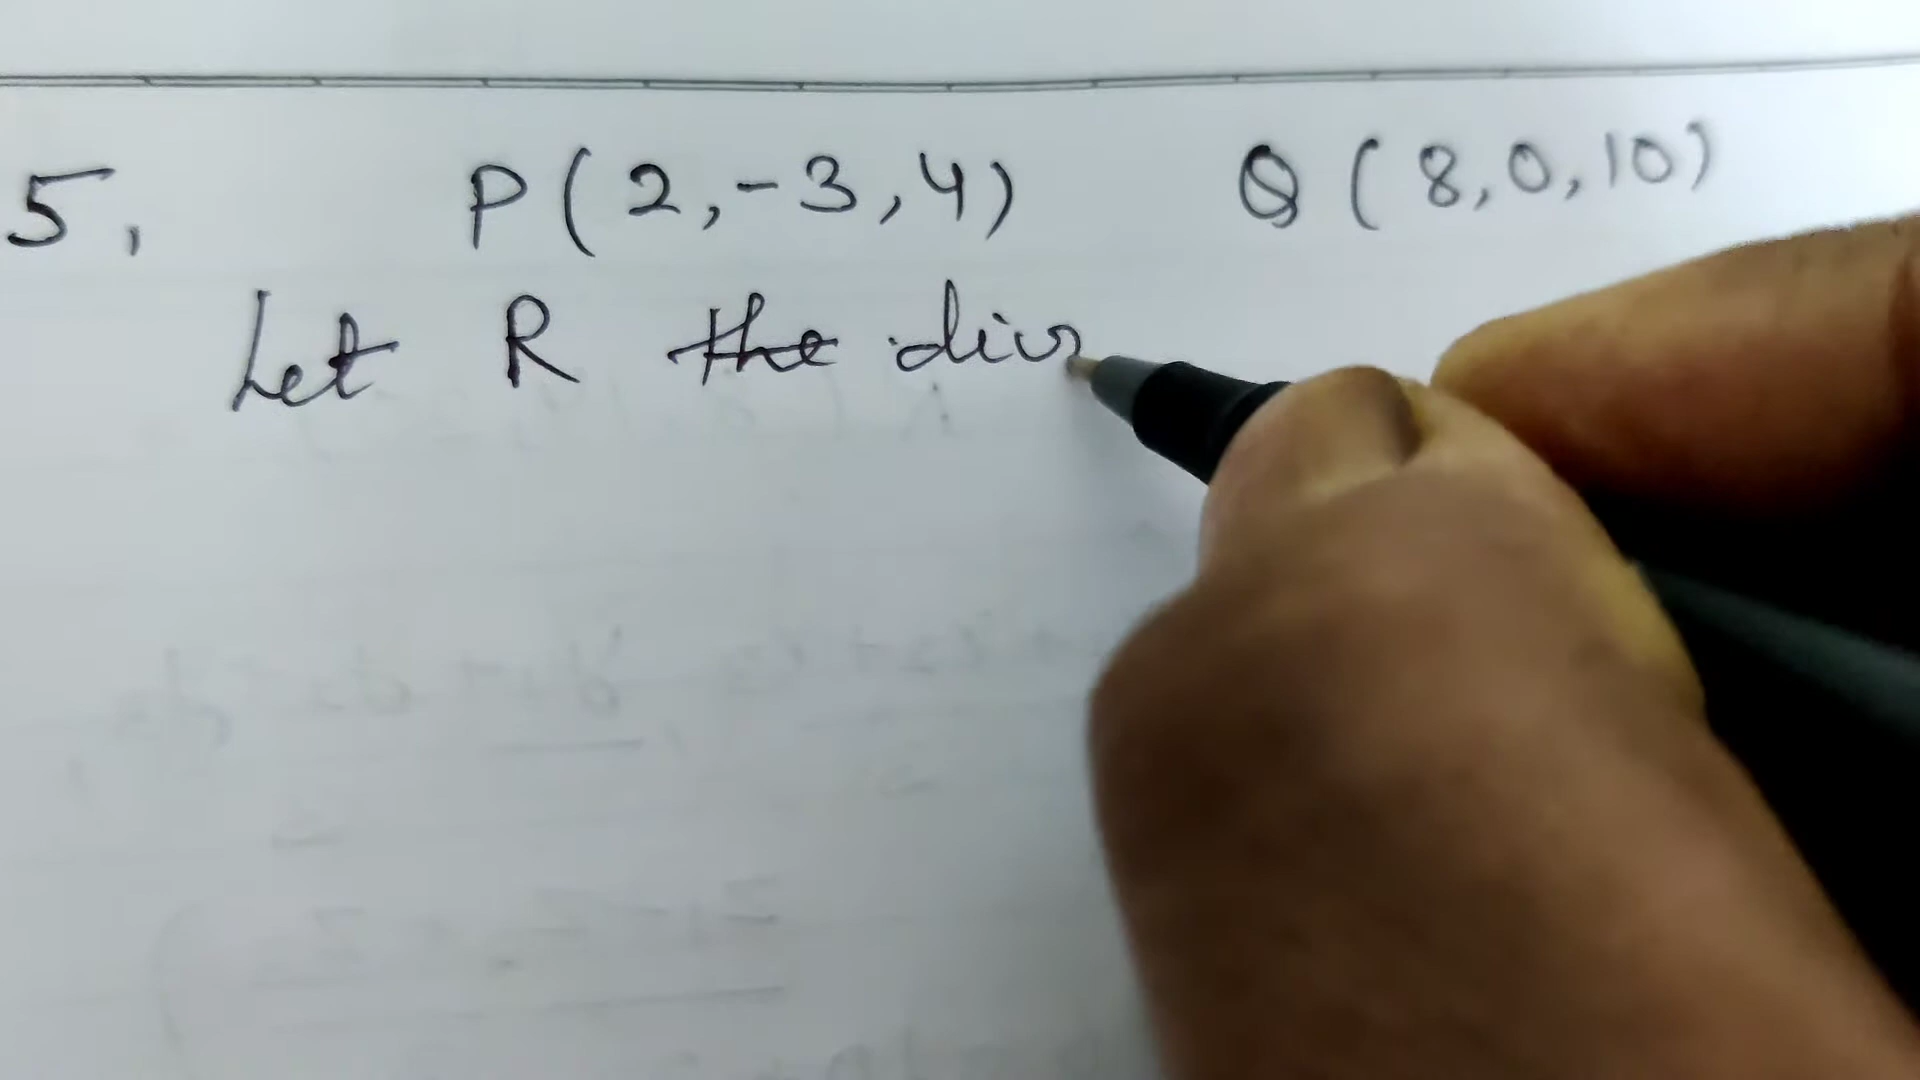 5, P(2,-3,4) Q(8,0,10)
Let R the div